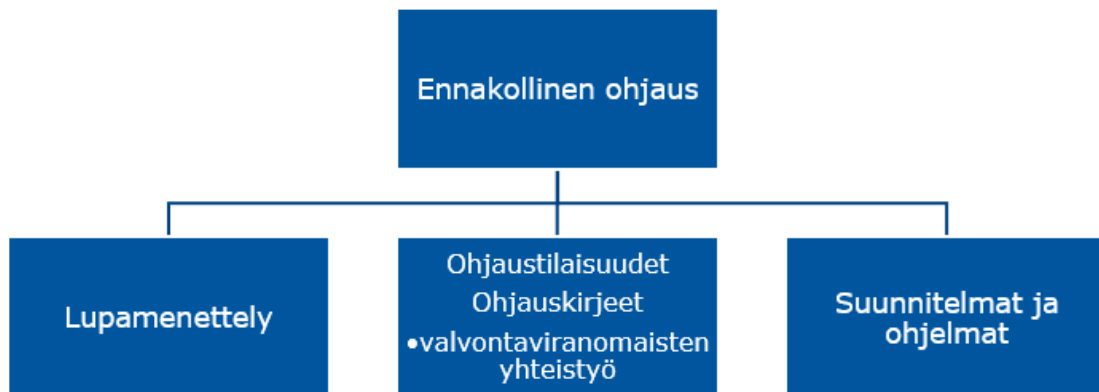 Ennakollinen ohjaus
Lupamenettely
Ohjaustilaisuudet
Ohjauskirjeet
•valvontaviranomaisten
yhteistyö
Suunnitelmat ja
ohjelmat